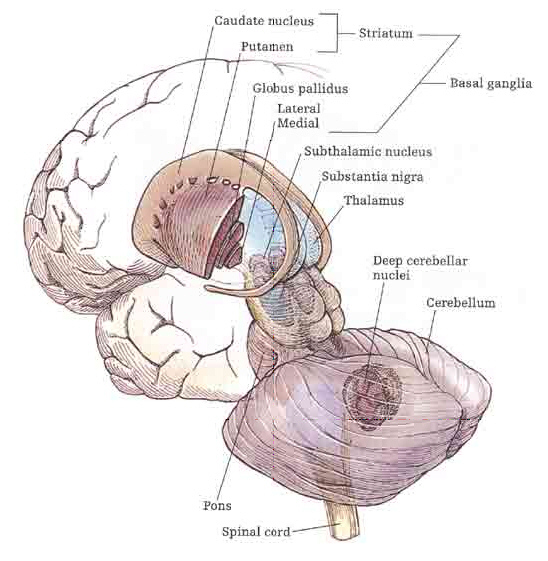 Caudate nucleus
Striatum
Putamen
Basal ganglia
Globus pallidus
Lateral
Medial
Subthalamic nucleus
Substantia nigra
Thalamus
Deep cerebellar
nuclei
Cerebellum
Pons
Spinal cord